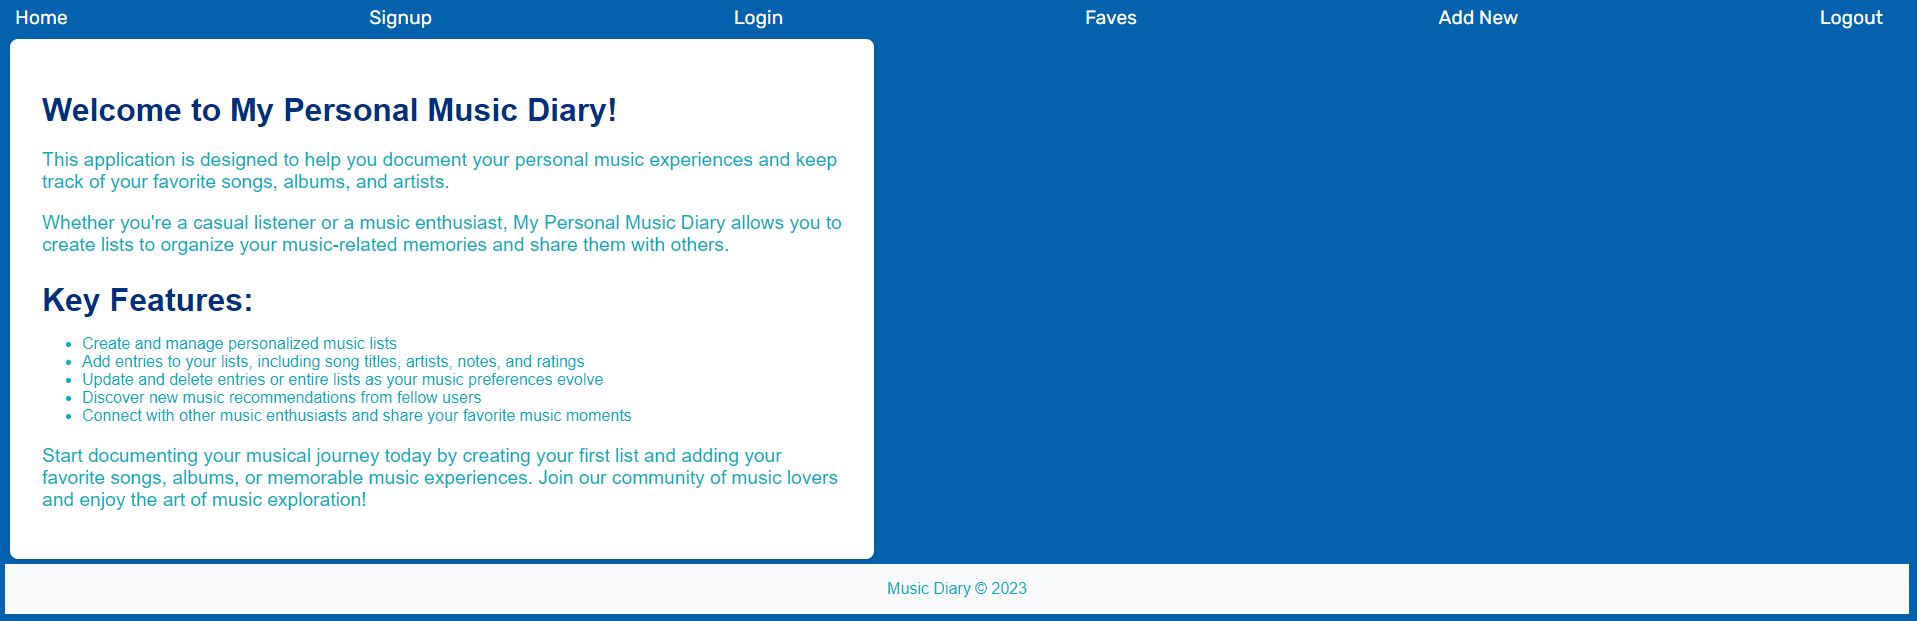 Home Signup Login Faves Add New Logout
Welcome to My Personal Music Diary!
This application is designed to help you document your personal music experiences and keep
track of your favorite songs, albums, and artists.
Whether you're a casual listener or a music enthusiast, My Personal Music Diary allows you to
create lists to organize your music-related memories and share them with others.
Key Features:
• Create and manage personalized music lists
• Add entries to your lists, including song titles, artists, notes, and ratings
• Update and delete entries or entire lists as your music preferences evolve
• Discover new music recommendations from fellow users
• Connect with other music enthusiasts and share your favorite music moments
Start documenting your musical journey today by creating your first list and adding your
favorite songs, albums, or memorable music experiences. Join our community of music lovers
and enjoy the art of music exploration!
Music Diary © 2023